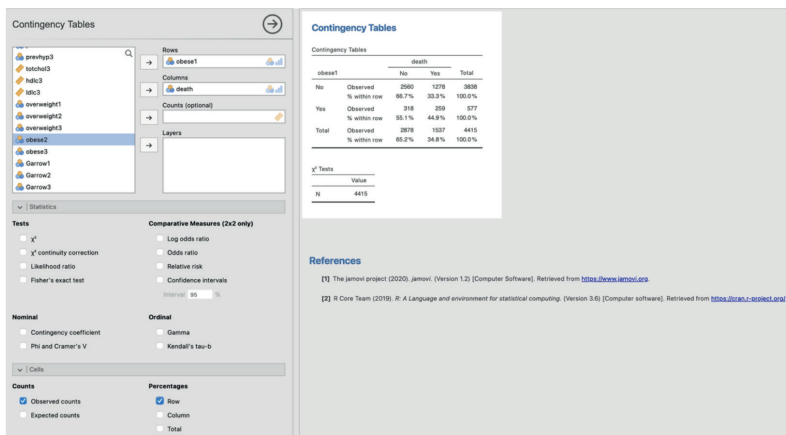 Contingency Tables
prevhyp3
totchol3
hdlc3
ldlc3
overweight1
overweight2
overweight3
obese2
obese3
Garrow1
Garrow2
Garrow3
Rows
obese1
Columns
death
Counts (optional)
Layers
Statistics
Tests
χ²
χ² continuity correction
Likelihood ratio
Fisher's exact test
Comparative Measures (2x2 only)
Log odds ratio
Odds ratio
Relative risk
Confidence intervals
Interval 95 %
Nominal
Contingency coefficient
Phi and Cramer's V
Ordinal
Gamma
Kendall's tau-b
Cells
Counts
Observed counts
Expected counts
Percentages
Row
Column
Total
Contingency Tables
Contingency Tables
death
obese1 No Yes Total
No Observed 2560 1278 3838
% within row 66.7% 33.3% 100.0%
Yes Observed 318 259 577
% within row 55.1% 44.9% 100.0%
Total Observed 2878 1537 4415
% within row 65.2% 34.8% 100.0%
χ² Tests
Value
N 4415
References
[1] The jamovi project (2020). jamovi. (Version 1.2) [Computer Software]. Retrieved from https://www.jamovi.org.
[2] R Core Team (2019). R: A Language and environment for statistical computing. (Version 3.6) [Computer software]. Retrieved from https://cran.r-project.org/